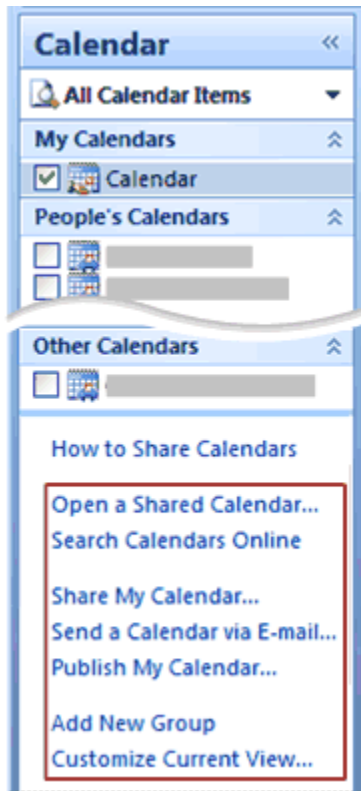 Calendar
All Calendar Items
My Calendars
Calendar
People's Calendars
Other Calendars
How to Share Calendars
Open a Shared Calendar...
Search Calendars Online
Share My Calendar...
Send a Calendar via E-mail...
Publish My Calendar...
Add New Group
Customize Current View...